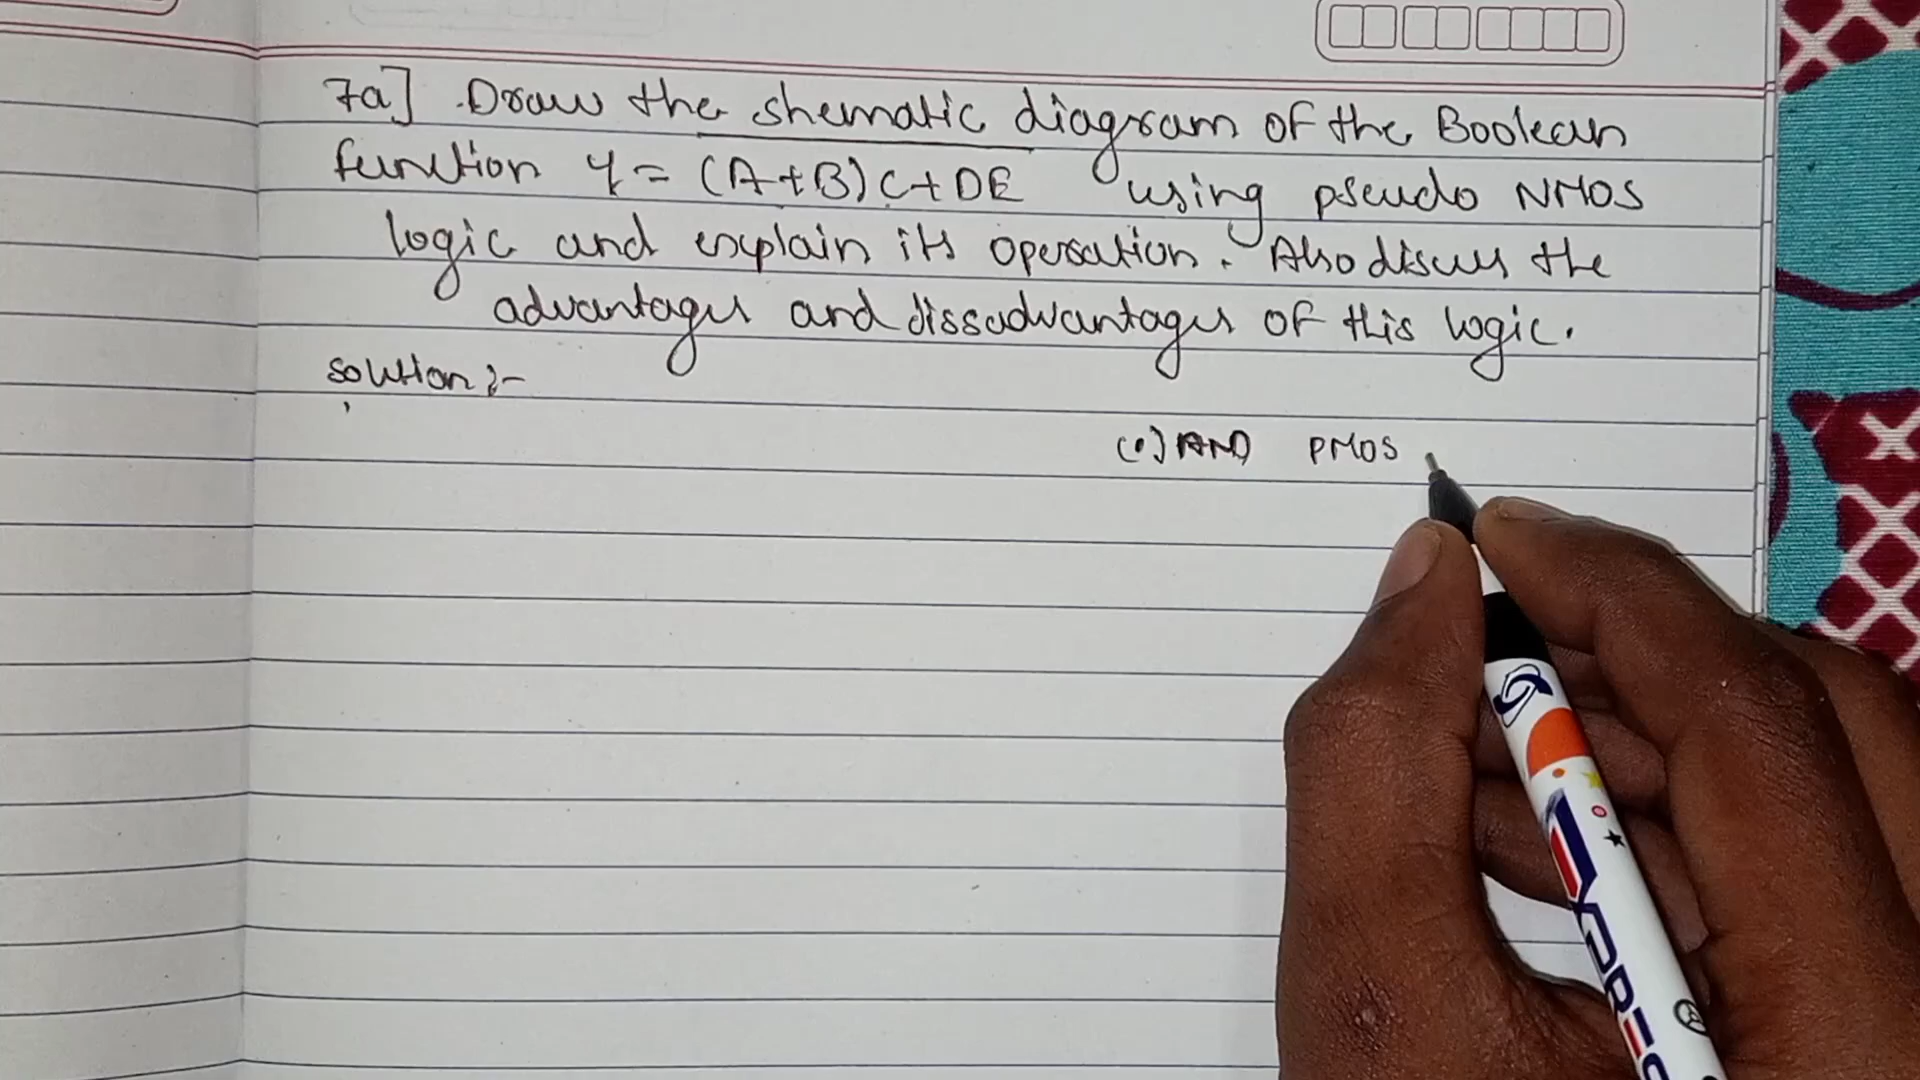 7a] Draw the shematic diagram of the Boolean
function Y = (A+B) C + DE using pseudo NMOS
logic and explain its operation. Also discuss the
advantages and dissadvantages of this logic.
solution :-
(•) AND PMOS